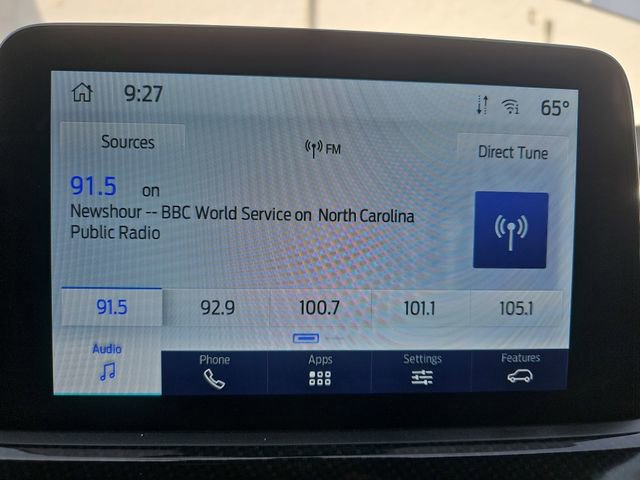 9:27
65°
Sources
FM
Direct Tune
91.5 on
Newshour -- BBC World Service on North Carolina
Public Radio
91.5 92.9 100.7 101.1 105.1
Audio Phone Apps Settings Features